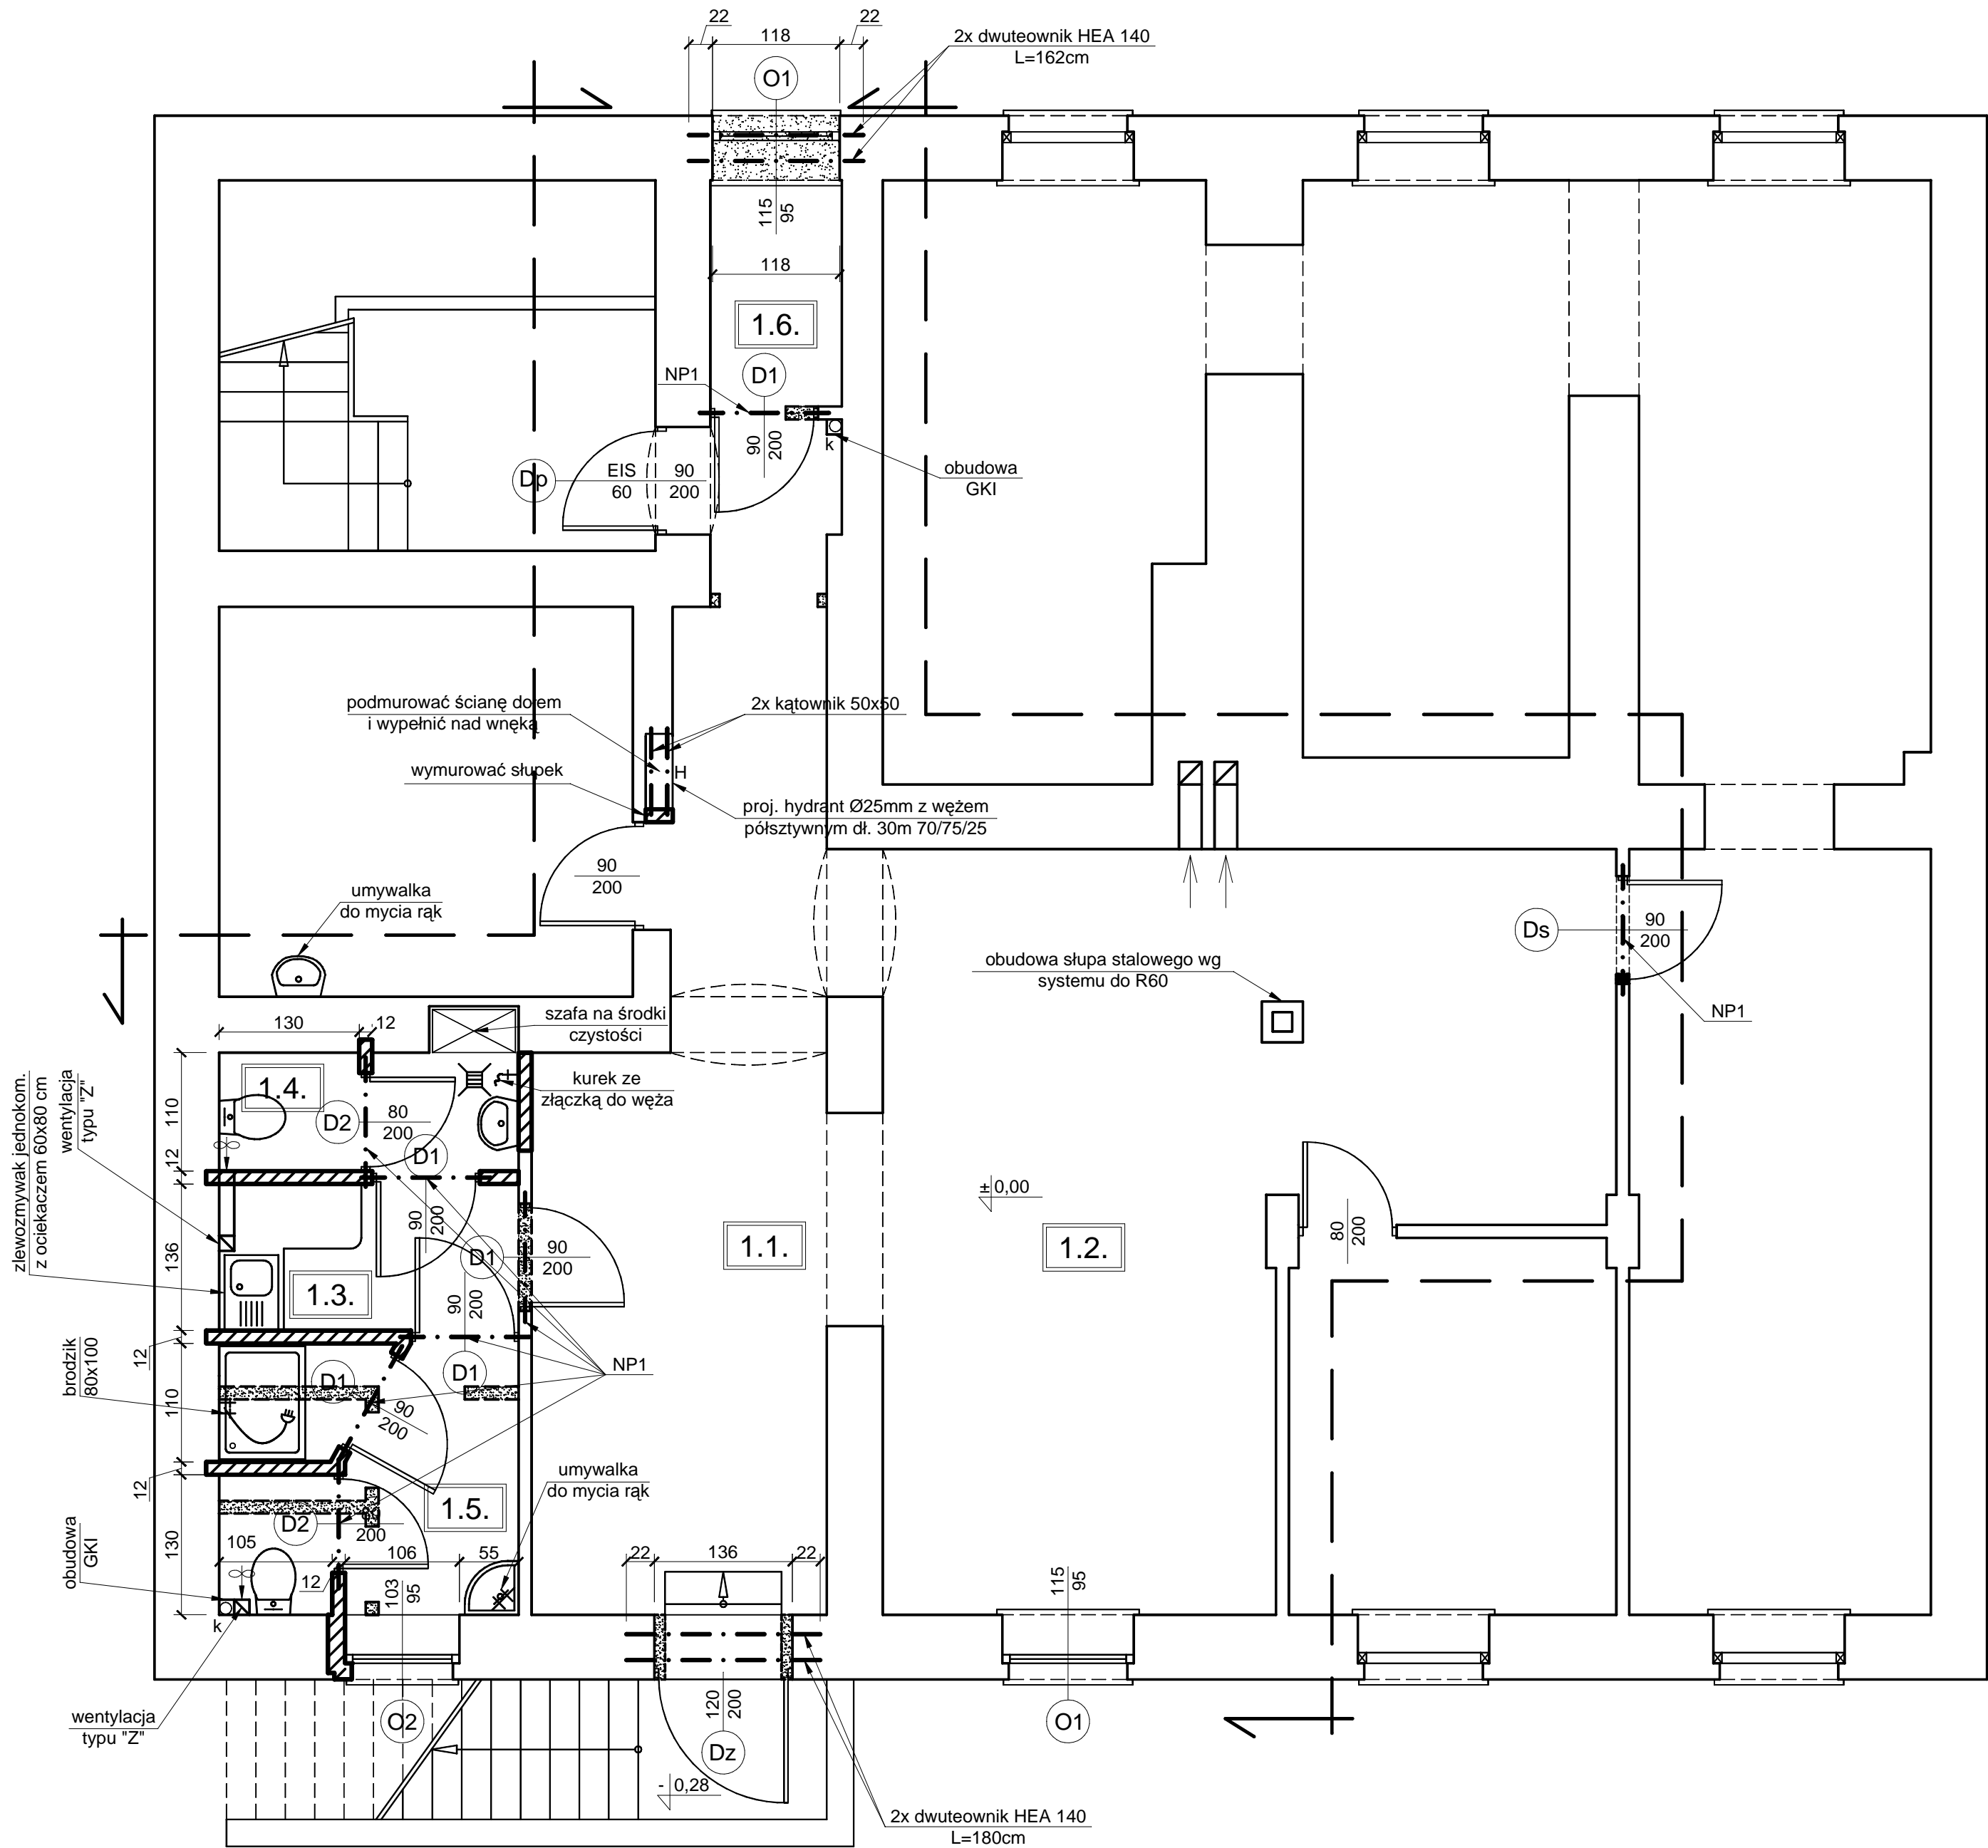 22
118
22
2x dwuteownik HEA 140
L=162cm
O1
115
95
118
1.6.
NP1
D1
90
200
k
obudowa
GKI
Dp
EIS
60
90
200
podmurować ścianę dołem
i wypełnić nad wnęką
2x kątownik 50x50
wymurować słupek
H
proj. hydrant Ø25mm z wężem
półsztywnym dł. 30m 70/75/25
90
200
umywalka
do mycia rąk
Ds
90
200
NP1
obudowa słupa stalowego wg
systemu do R60
szafa na środki
czystości
130
12
kurek ze
złączką do węża
1.4.
D2
80
200
D1
90
200
zlewozmywak jednokom.
z ociekaczem 60x80 cm
wentylacja
typu "Z"
110
12
136
12
110
12
130
1.3.
D1
90
200
90
200
D1
brodzik
80x100
D1
90
200
NP1
± 0,00
1.1.
1.2.
80
200
1.5.
umywalka
do mycia rąk
D2
200
obudowa
GKI
105
12
106
55
103
95
k
wentylacja
typu "Z"
O2
22
136
22
120
200
Dz
- 0,28
115
95
O1
2x dwuteownik HEA 140
L=180cm